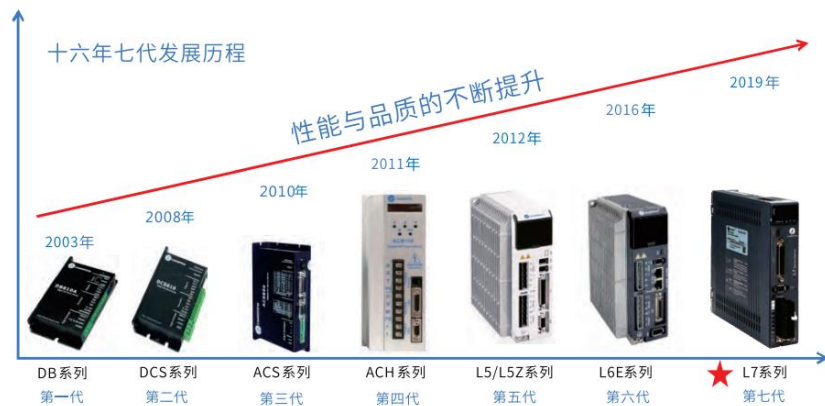 十六年七代发展历程
性能与品质的不断提升
2003年
2008年
2010年
2011年
2012年
2016年
2019年
DB系列
DCS系列
ACS系列
ACH系列
L5/L5Z系列
L6E系列
L7系列
第一代
第二代
第三代
第四代
第五代
第六代
第七代